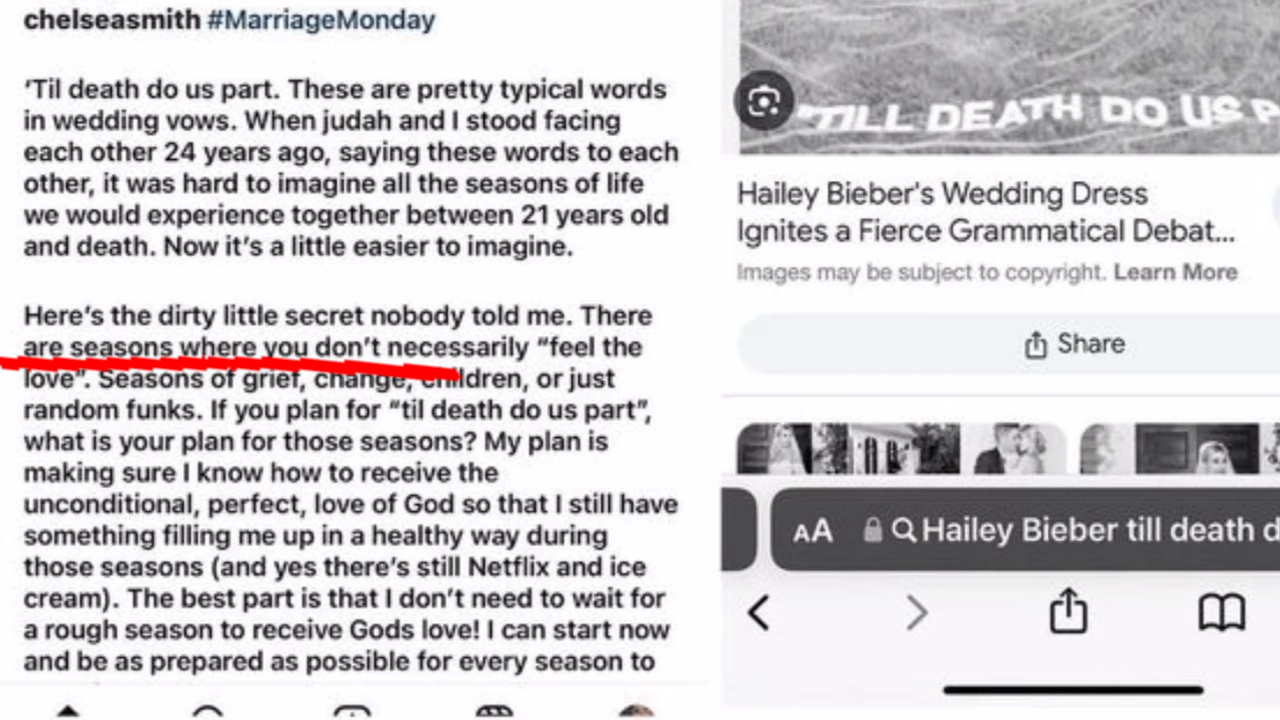 chelseasmith #MarriageMonday
‘Til death do us part. These are pretty typical words
in wedding vows. When judah and I stood facing
each other 24 years ago, saying these words to each
other, it was hard to imagine all the seasons of life
we would experience together between 21 years old
and death. Now it’s a little easier to imagine.
Here’s the dirty little secret nobody told me. There
are seasons where you don’t necessarily “feel the
love”. Seasons of grief, change, children, or just
random funks. If you plan for “til death do us part”,
what is your plan for those seasons? My plan is
making sure I know how to receive the
unconditional, perfect, love of God so that I still have
something filling me up in a healthy way during
those seasons (and yes there’s still Netflix and ice
cream). The best part is that I don’t need to wait for
a rough season to receive Gods love! I can start now
and be as prepared as possible for every season to
"TILL DEATH DO US P
Hailey Bieber's Wedding Dress
Ignites a Fierce Grammatical Debat...
Images may be subject to copyright. Learn More
Share
AA Hailey Bieber till death d